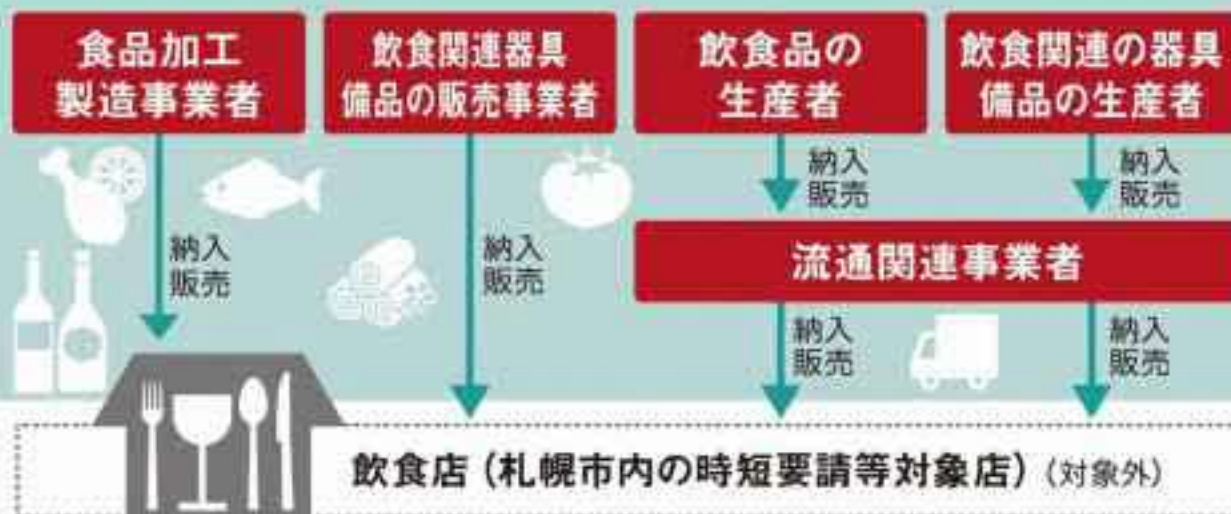 食品加工
製造事業者
飲食関連器具
備品の販売事業者
飲食品の
生産者
飲食関連の器具
備品の生産者
納入
販売
納入
販売
納入
販売
納入
販売
流通関連事業者
納入
販売
納入
販売
飲食店(札幌市内の時短要請等対象店)(対象外)